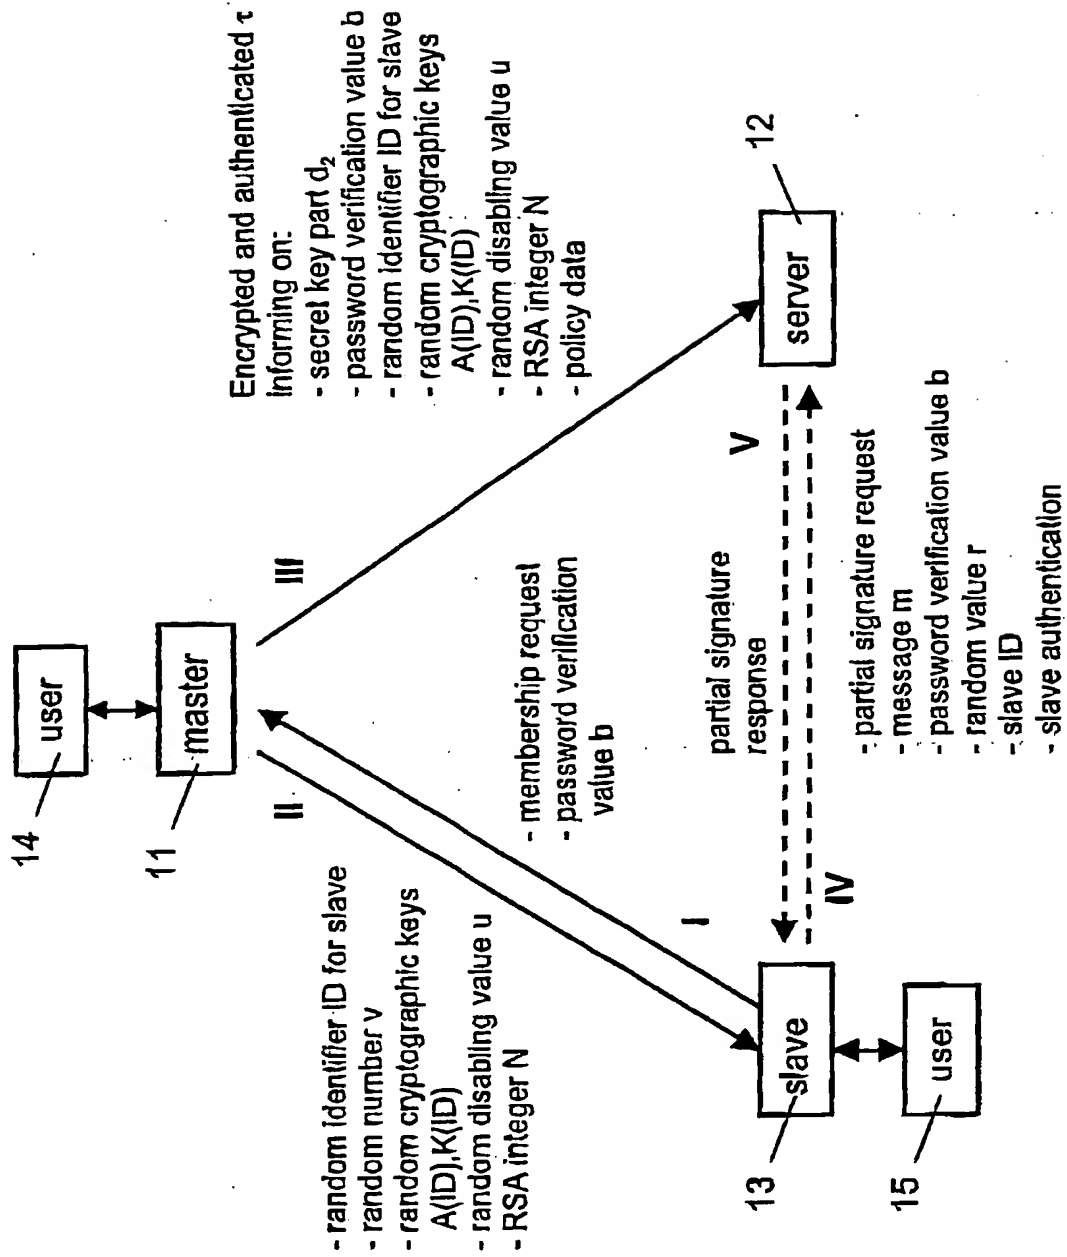 14
user
11
master
II
III
- random identifier ID for slave
- random number v
- random cryptographic keys
A(ID),K(ID)
- random disabling value u
- RSA integer N
I
- membership request
- password verification
value b
Encrypted and authenticated τ
informing on:
- secret key part d₂
- password verification value b
- random identifier ID for slave
- random cryptographic keys
A(ID),K(ID)
- random disabling value u
- RSA integer N
- policy data
partial signature
response
V
IV
- partial signature request
- message m
- password verification value b
- random value r
- slave ID
- slave authentication
13
slave
15
user
12
server